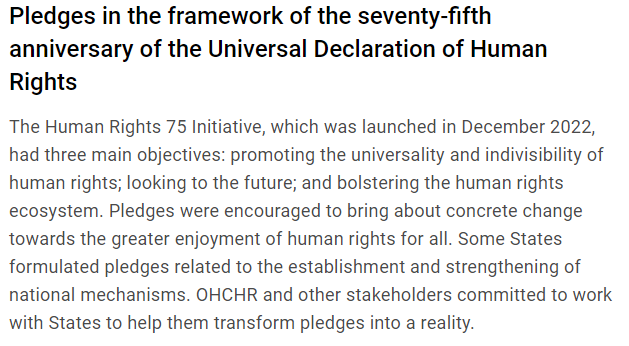 Pledges in the framework of the seventy-fifth
anniversary of the Universal Declaration of Human
Rights
The Human Rights 75 Initiative, which was launched in December 2022,
had three main objectives: promoting the universality and indivisibility of
human rights; looking to the future; and bolstering the human rights
ecosystem. Pledges were encouraged to bring about concrete change
towards the greater enjoyment of human rights for all. Some States
formulated pledges related to the establishment and strengthening of
national mechanisms. OHCHR and other stakeholders committed to work
with States to help them transform pledges into a reality.